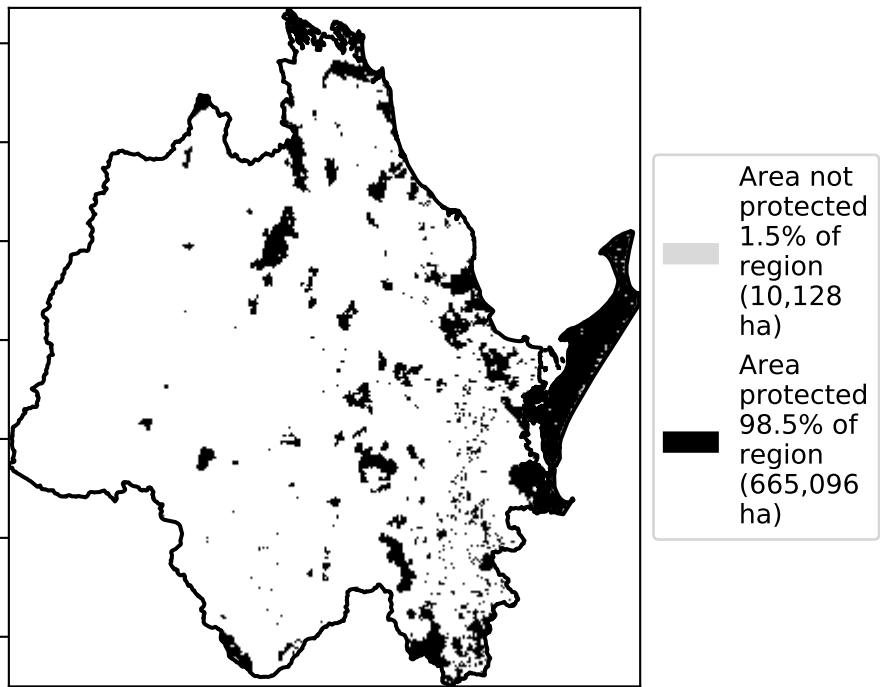 Area not
protected
1.5% of
region
(10,128
ha)
Area
protected
98.5% of
region
(665,096
ha)